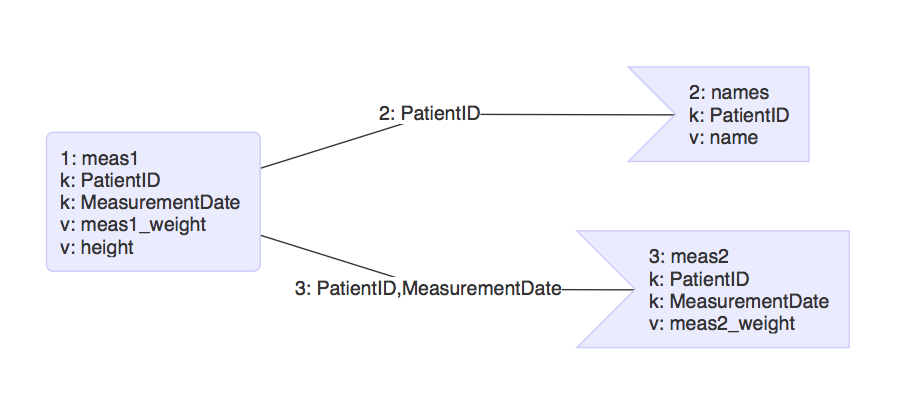 1: meas1
k: PatientID
k: MeasurementDate
v: meas1_weight
v: height
2: PatientID
2: names
k: PatientID
v: name
3: PatientID,MeasurementDate
3: meas2
k: PatientID
k: MeasurementDate
v: meas2_weight